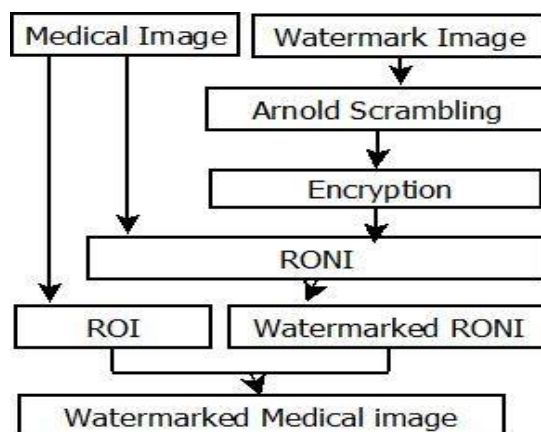 Medical Image
Watermark Image
Arnold Scrambling
Encryption
RONI
ROI
Watermarked RONI
Watermarked Medical image